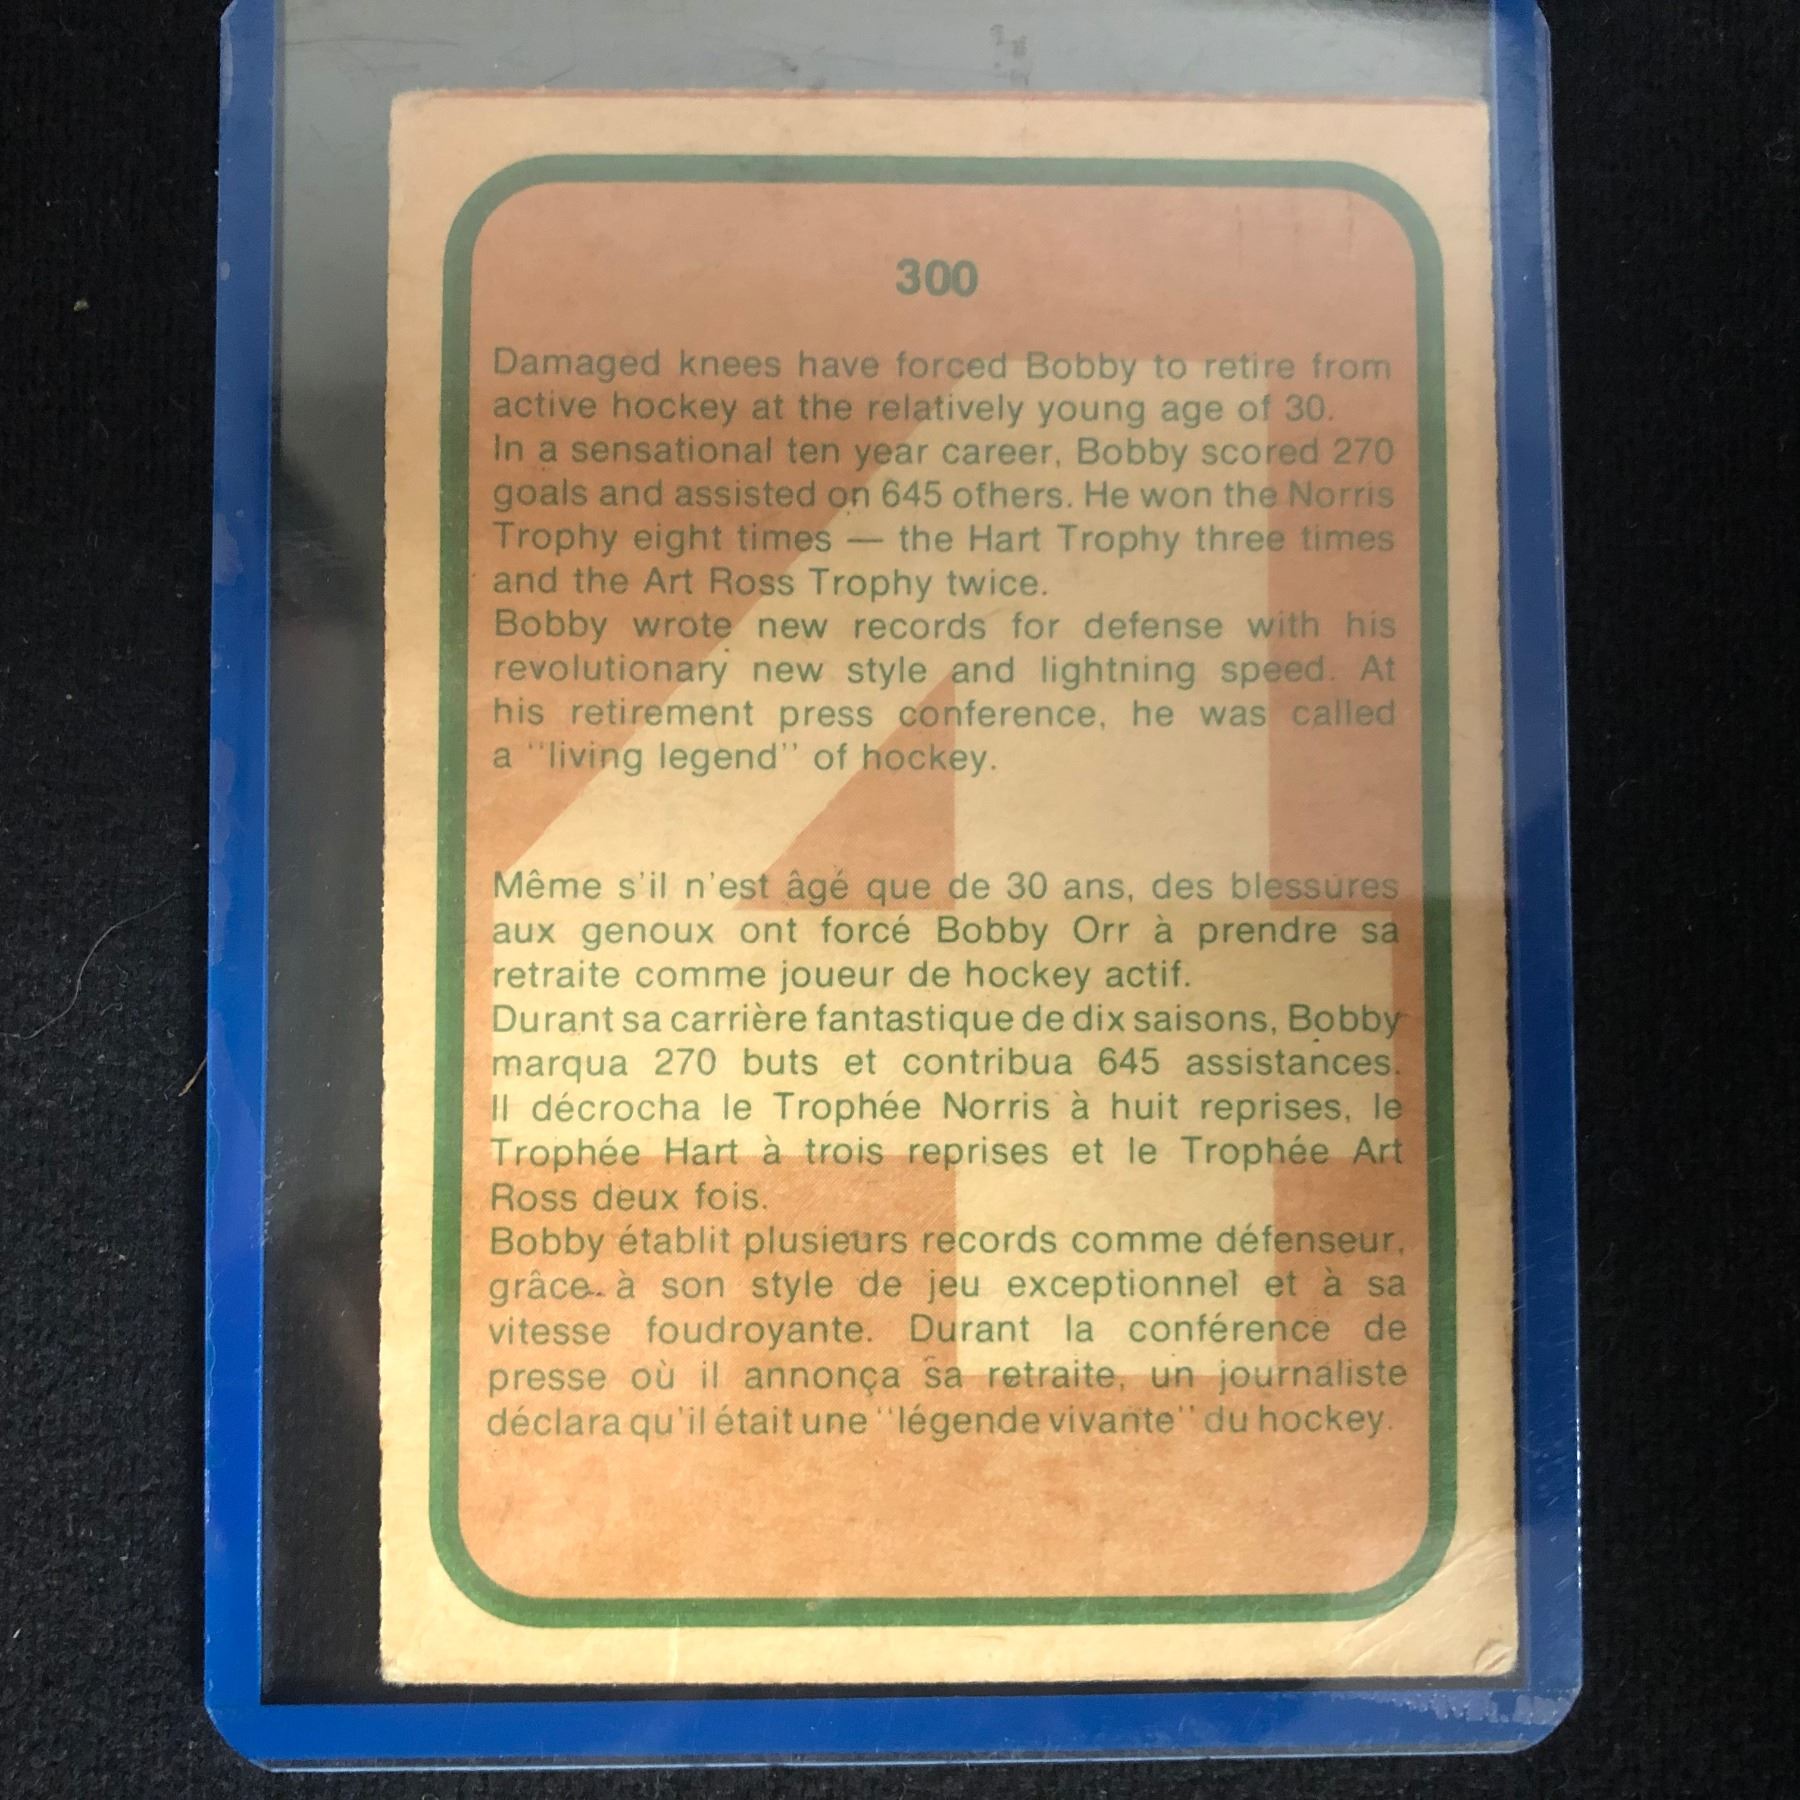 300
Damaged knees have forced Bobby to retire from
active hockey at the relatively young age of 30.
In a sensational ten year career, Bobby scored 270
goals and assisted on 645 others. He won the Norris
Trophy eight times — the Hart Trophy three times
and the Art Ross Trophy twice.
Bobby wrote new records for defense with his
revolutionary new style and lightning speed. At
his retirement press conference, he was called
a "living legend" of hockey.
Même s'il n'est âgé que de 30 ans, des blessures
aux genoux ont forcé Bobby Orr à prendre sa
retraite comme joueur de hockey actif.
Durant sa carrière fantastique de dix saisons, Bobby
marqua 270 buts et contribua 645 assistances.
Il décrocha le Trophée Norris à huit reprises, le
Trophée Hart à trois reprises et le Trophée Art
Ross deux fois.
Bobby établit plusieurs records comme défenseur,
grâce à son style de jeu exceptionnel et à sa
vitesse foudroyante. Durant la conférence de
presse où il annonça sa retraite, un journaliste
déclara qu'il était une "légende vivante" du hockey.